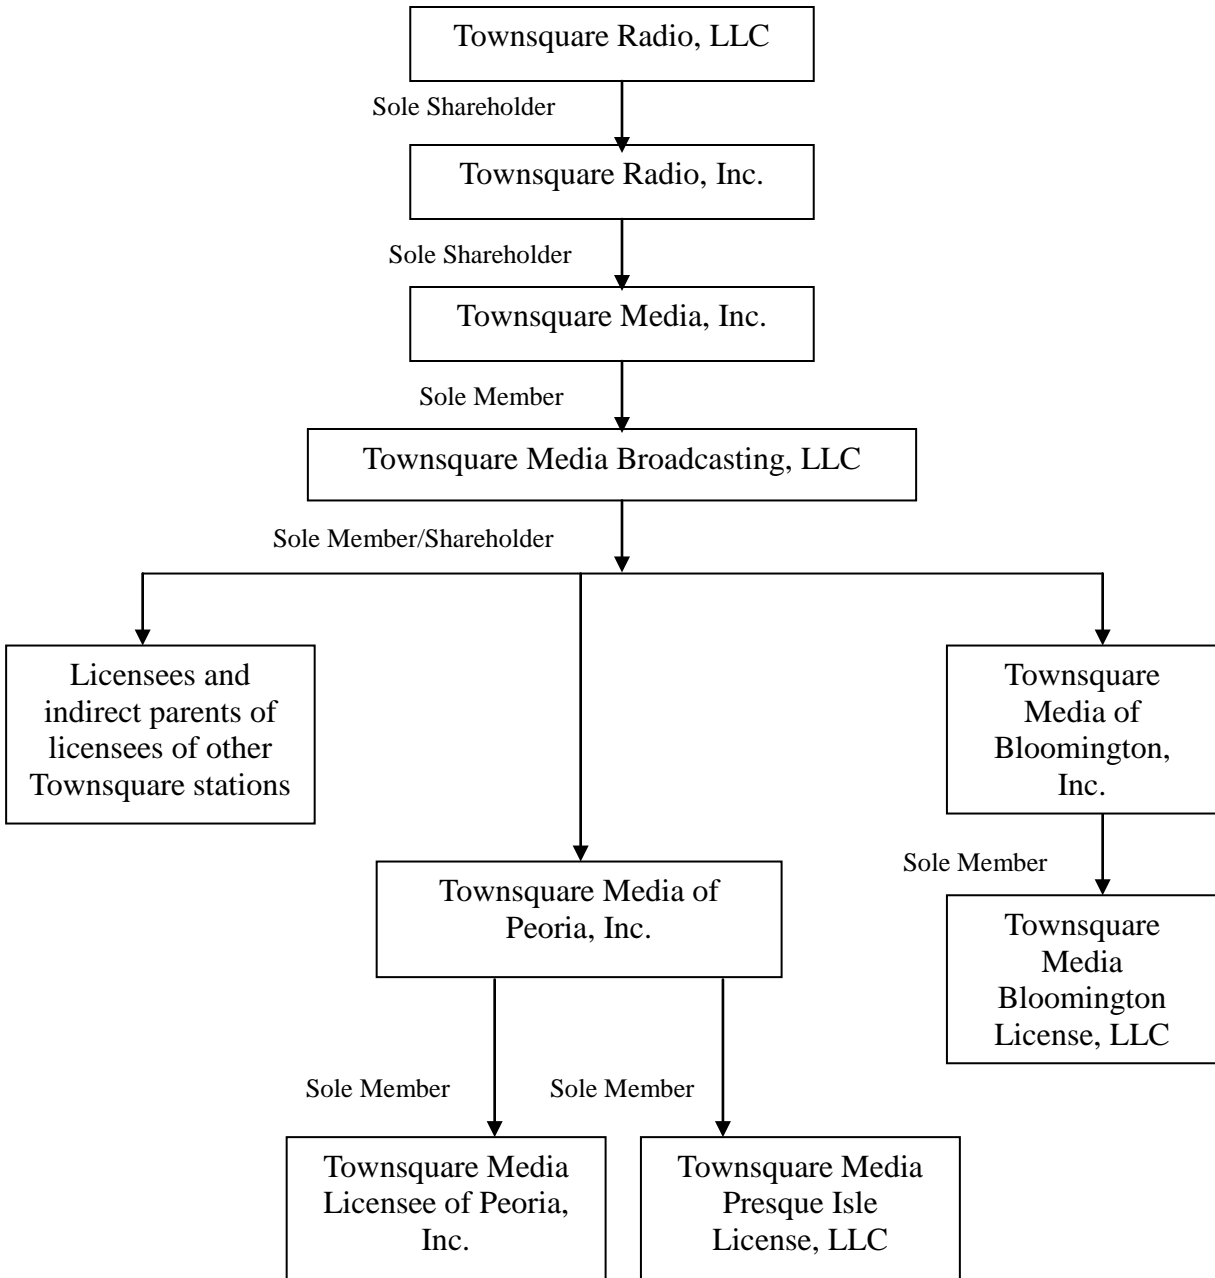 Townsquare Radio, LLC
Sole Shareholder
Townsquare Radio, Inc.
Sole Shareholder
Townsquare Media, Inc.
Sole Member
Townsquare Media Broadcasting, LLC
Sole Member/Shareholder
Licensees and
indirect parents of
licensees of other
Townsquare stations
Townsquare
Media of
Bloomington,
Inc.
Sole Member
Townsquare
Media
Bloomington
License, LLC
Townsquare Media of
Peoria, Inc.
Sole Member
Sole Member
Townsquare Media
Licensee of Peoria,
Inc.
Townsquare Media
Presque Isle
License, LLC